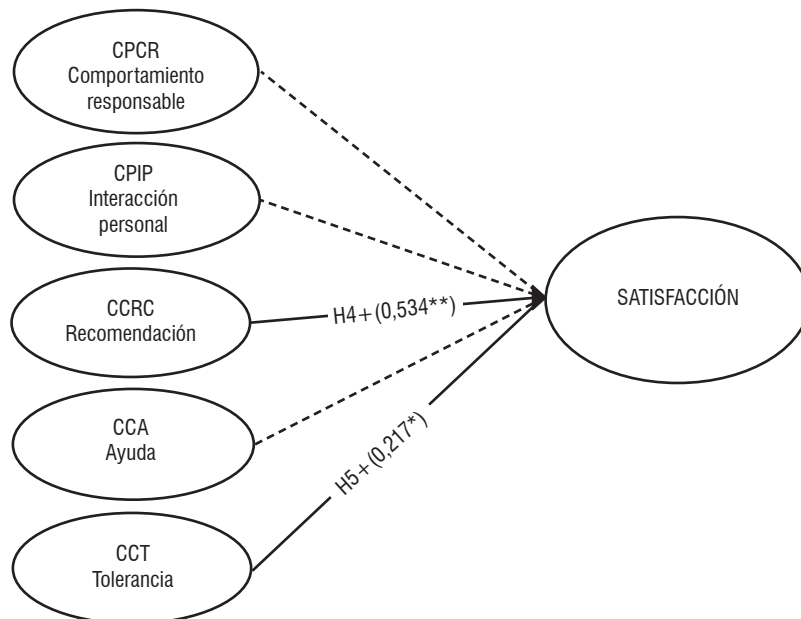 CPCR
Comportamiento
responsable
CPIP
Interacción
personal
CCRC
Recomendación
CCA
Ayuda
CCT
Tolerancia
H4+(0,534**)
H5+(0,217*)
SATISFACCIÓN